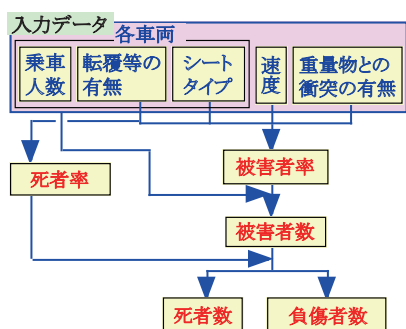 入力データ
各車両
乗車
人数
転覆等の
有無
シート
タイプ
速
度
重量物との
衝突の有無
死者率
被害者率
被害者数
死者数
負傷者数